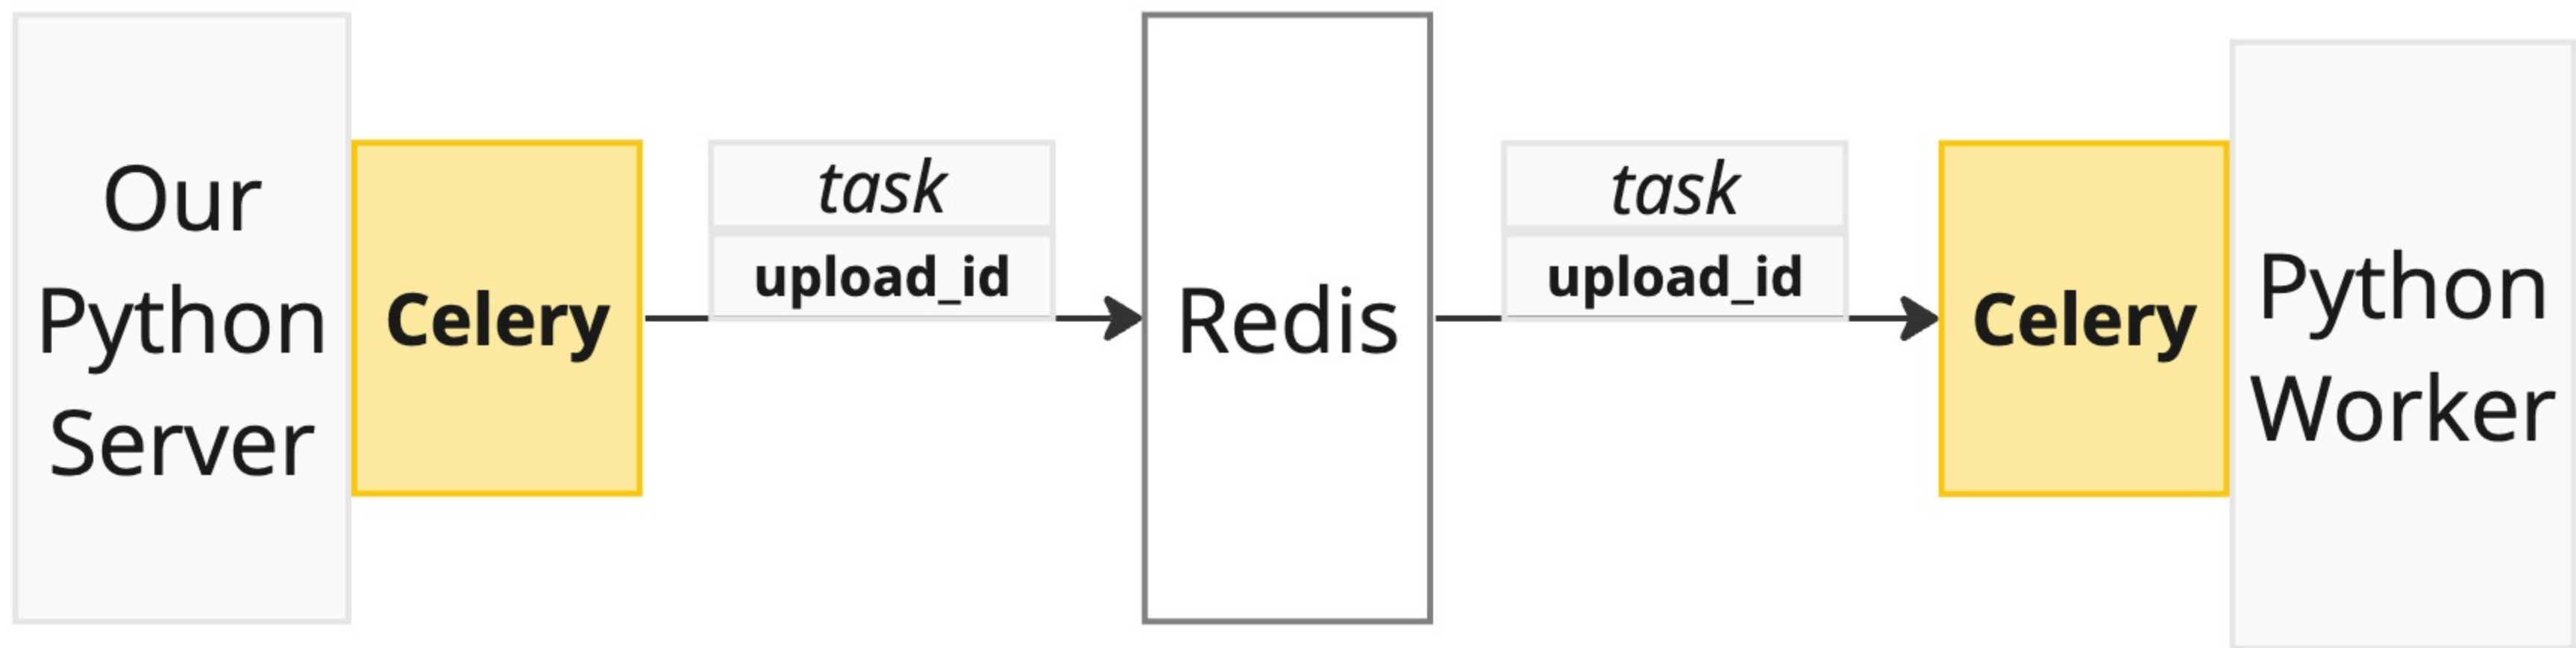 Our
Python
Server
Celery
task
upload_id
Redis
task
upload_id
Celery
Python
Worker